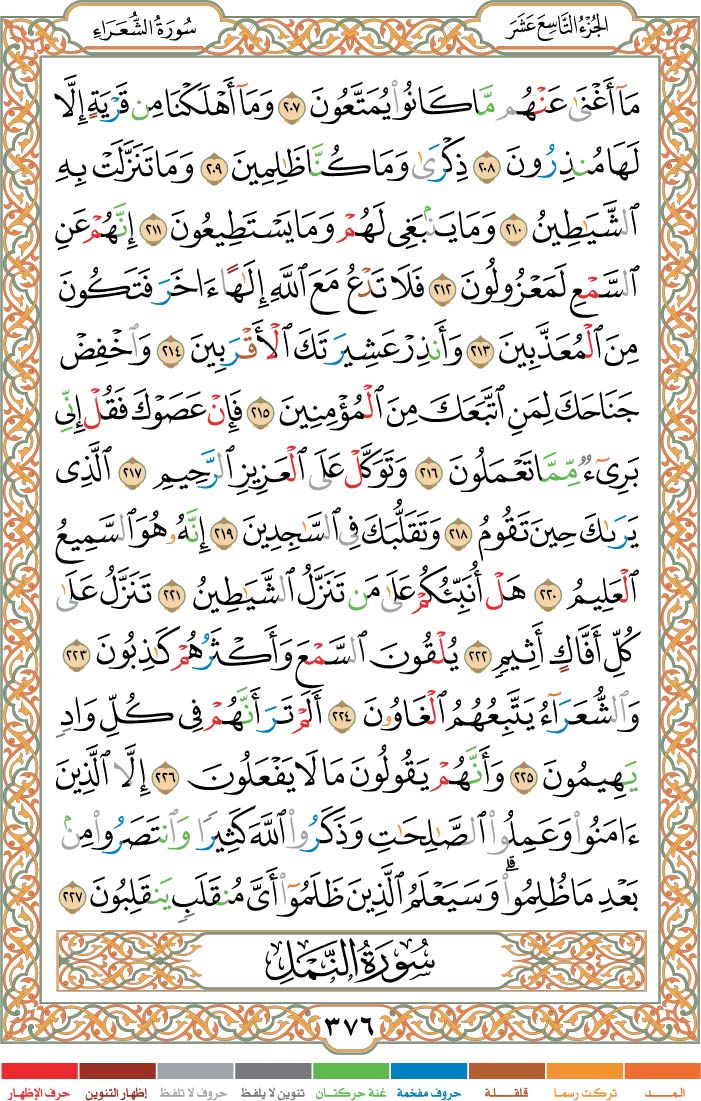 الجُزْءُ التَّاسِعَ عَشَرَ
سُورَةُ الشُّعَرَاءِ
مَآ أَغْنَىٰ عَنْهُم مَّا كَانُوا۟ يُمَتَّعُونَ ٢٠٧ وَمَآ أَهْلَكْنَا مِن قَرْيَةٍ إِلَّا
لَهَا مُنذِرُونَ ٢٠٨ ذِكْرَىٰ وَمَا كُنَّا ظَٰلِمِينَ ٢٠٩ وَمَا تَنَزَّلَتْ بِهِ
ٱلشَّيَٰطِينُ ٢١٠ وَمَا يَنۢبَغِى لَهُمْ وَمَا يَسْتَطِيعُونَ ٢١١ إِنَّهُمْ عَنِ
ٱلسَّمْعِ لَمَعْزُولُونَ ٢١٢ فَلَا تَدْعُ مَعَ ٱللَّهِ إِلَٰهًا ءَاخَرَ فَتَكُونَ
مِنَ ٱلْمُعَذَّبِينَ ٢١٣ وَأَنذِرْ عَشِيرَتَكَ ٱلْأَقْرَبِينَ ٢١٤ وَٱخْفِضْ
جَنَاحَكَ لِمَنِ ٱتَّبَعَكَ مِنَ ٱلْمُؤْمِنِينَ ٢١٥ فَإِنْ عَصَوْكَ فَقُلْ إِنِّى
بَرِىٓءٌ مِّمَّا تَعْمَلُونَ ٢١٦ وَتَوَكَّلْ عَلَى ٱلْعَزِيزِ ٱلرَّحِيمِ ٢١٧ ٱلَّذِى
يَرَىٰكَ حِينَ تَقُومُ ٢١٨ وَتَقَلُّبَكَ فِى ٱلسَّٰجِدِينَ ٢١٩ إِنَّهُۥ هُوَ ٱلسَّمِيعُ
ٱلْعَلِيمُ ٢٢٠ هَلْ أُنَبِّئُكُمْ عَلَىٰ مَن تَنَزَّلُ ٱلشَّيَٰطِينُ ٢٢١ تَنَزَّلُ عَلَىٰ
كُلِّ أَفَّاكٍ أَثِيمٍ ٢٢٢ يُلْقُونَ ٱلسَّمْعَ وَأَكْثَرُهُمْ كَٰذِبُونَ ٢٢٣
وَٱلشُّعَرَآءُ يَتَّبِعُهُمُ ٱلْغَاوُۥنَ ٢٢٤ أَلَمْ تَرَ أَنَّهُمْ فِى كُلِّ وَادٍ
يَهِيمُونَ ٢٢٥ وَأَنَّهُمْ يَقُولُونَ مَا لَا يَفْعَلُونَ ٢٢٦ إِلَّا ٱلَّذِينَ
ءَامَنُوا۟ وَعَمِلُوا۟ ٱلصَّٰلِحَٰتِ وَذَكَرُوا۟ ٱللَّهَ كَثِيرًا وَٱنتَصَرُوا۟ مِنۢ
بَعْدِ مَا ظُلِمُوا۟ ۗ وَسَيَعْلَمُ ٱلَّذِينَ ظَلَمُوٓا۟ أَىَّ مُنقَلَبٍ يَنقَلِبُونَ ٢٢٧
سُورَةُ النَّمْلِ
٣٧٦
المـــد
تركت رسما
قلقـلة
حروف مفخمة
غنة حركتان
تنوين لا يلفظ
حروف لا تلفظ
إظهار التنوين
حرف الإظهار